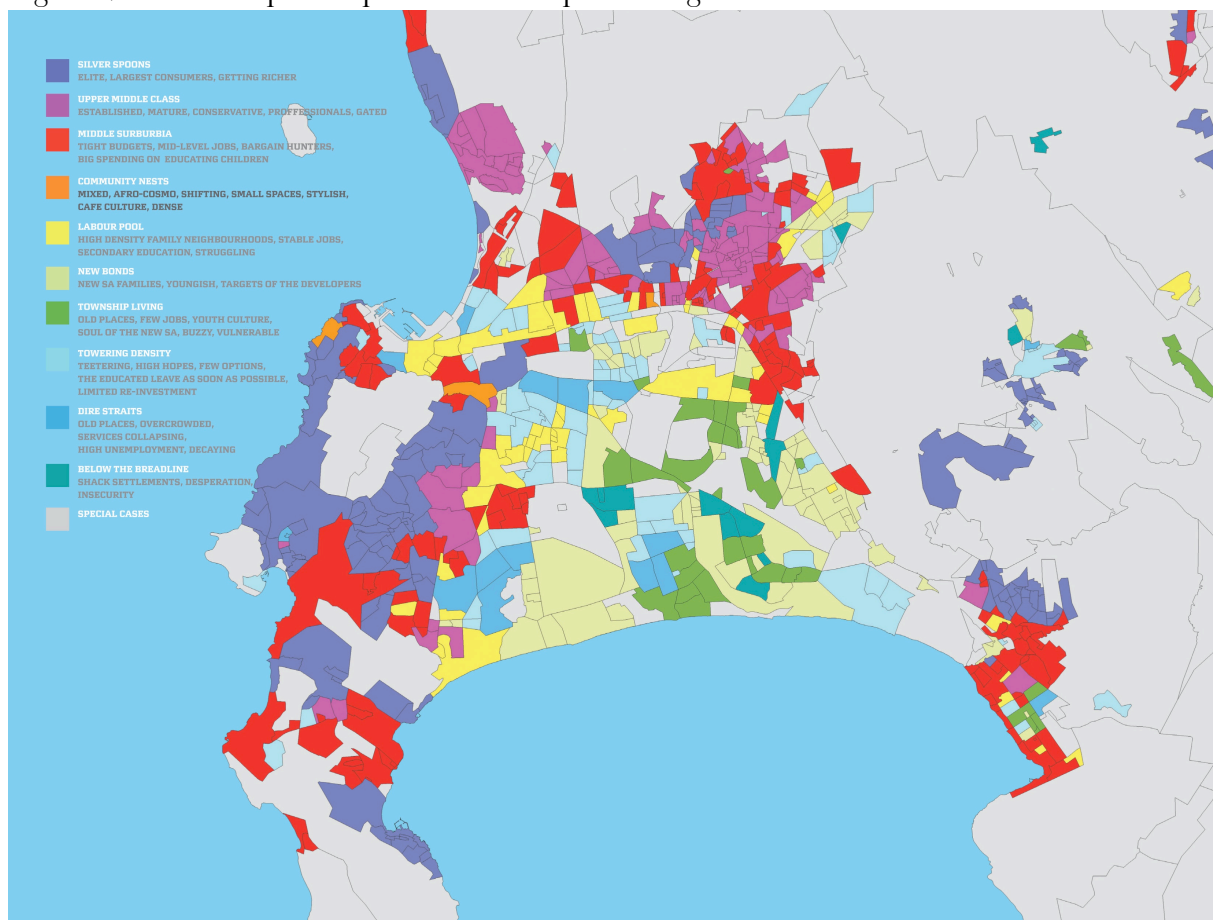 SILVER SPOONS
ELITE, LARGEST CONSUMERS, GETTING RICHER
UPPER MIDDLE CLASS
ESTABLISHED, MATURE, CONSERVATIVE, PROFFESSIONALS, GATED
MIDDLE SURBURBIA
TIGHT BUDGETS, MID-LEVEL JOBS, BARGAIN HUNTERS,
BIG SPENDING ON EDUCATING CHILDREN
COMMUNITY NESTS
MIXED, AFRO-COSMO, SHIFTING, SMALL SPACES, STYLISH,
CAFE CULTURE, DENSE
LABOUR POOL
HIGH DENSITY FAMILY NEIGHBOURHOODS, STABLE JOBS,
SECONDARY EDUCATION, STRUGGLING
NEW BONDS
NEW SA FAMILIES, YOUNGISH, TARGETS OF THE DEVELOPERS
TOWNSHIP LIVING
OLD PLACES, FEW JOBS, YOUTH CULTURE,
SOUL OF THE NEW SA, BUZZY, VULNERABLE
TOWERING DENSITY
TEETERING, HIGH HOPES, FEW OPTIONS,
THE EDUCATED LEAVE AS SOON AS POSSIBLE,
LIMITED RE-INVESTMENT
DIRE STRAITS
OLD PLACES, OVERCROWDED,
SERVICES COLLAPSING,
HIGH UNEMPLOYMENT, DECAYING
BELOW THE BREADLINE
SHACK SETTLEMENTS, DESPERATION,
INSECURITY
SPECIAL CASES